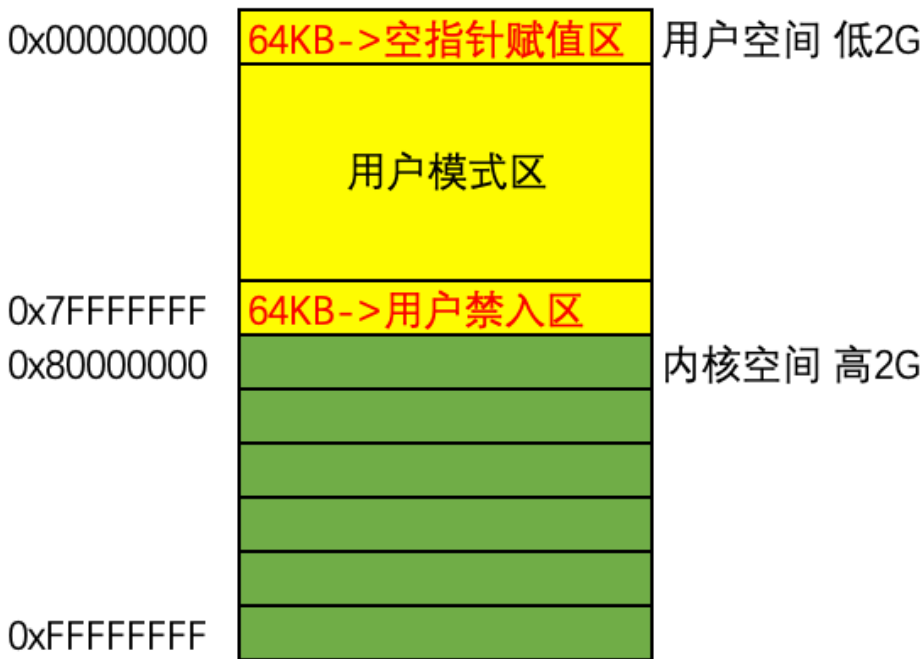 0x00000000 64KB->空指针赋值区 用户空间 低2G
用户模式区
0x7FFFFFFF 64KB->用户禁入区
0x80000000 内核空间 高2G
0xFFFFFFFF